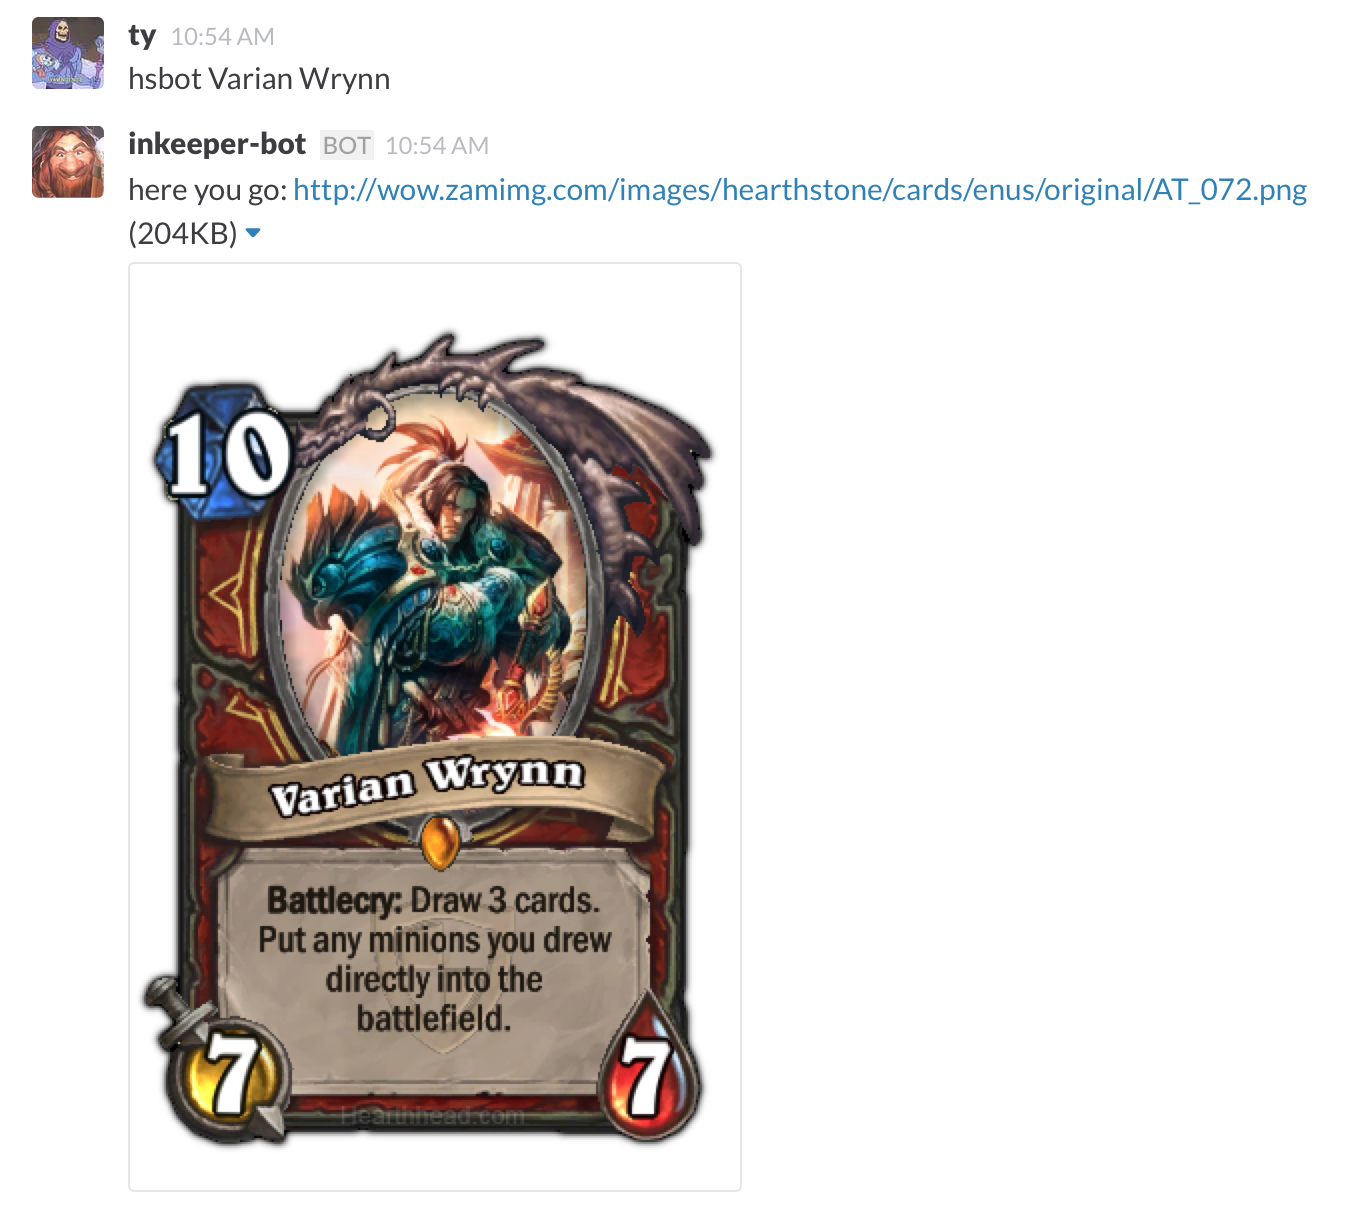 ty 10:54 AM
hsbot Varian Wrynn
inkeeper-bot BOT 10:54 AM
here you go: http://wow.zamimg.com/images/hearthstone/cards/enus/original/AT_072.png
(204KB)
10
Varian Wrynn
Battlecry: Draw 3 cards.
Put any minions you drew
directly into the
battlefield.
7
7
Hearthhead.com